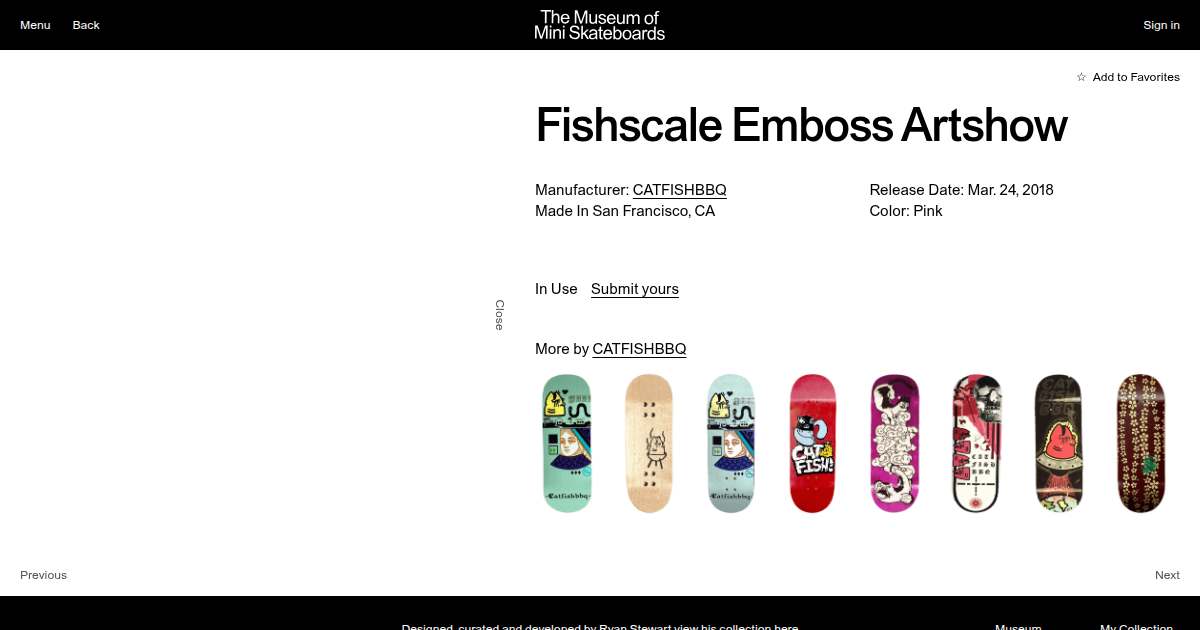 Menu
Back
The Museum of
Mini Skateboards
Sign in
☆ Add to Favorites
Fishscale Emboss Artshow
Manufacturer: CATFISHBBQ
Made In San Francisco, CA
Release Date: Mar. 24, 2018
Color: Pink
In Use Submit yours
Close
More by CATFISHBBQ
Catfishbbq
Catfishbbq
CAT
FISH
Previous
Next
Designed, curated and developed by Ryan Stewart view his collection here.
Museum
My Collection